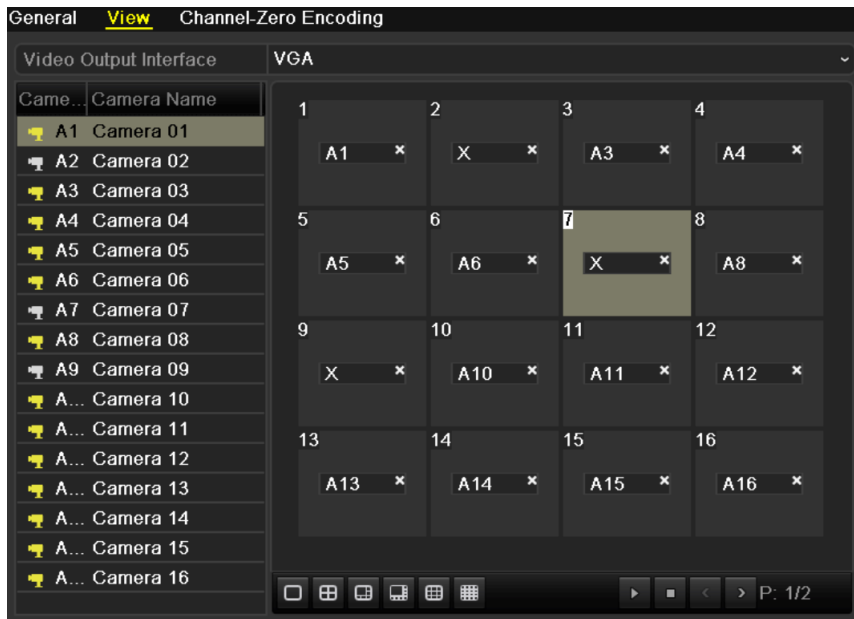 General View Channel-Zero Encoding
Video Output Interface VGA
Came... Camera Name
A1 Camera 01
A2 Camera 02
A3 Camera 03
A4 Camera 04
A5 Camera 05
A6 Camera 06
A7 Camera 07
A8 Camera 08
A9 Camera 09
A... Camera 10
A... Camera 11
A... Camera 12
A... Camera 13
A... Camera 14
A... Camera 15
A... Camera 16
1 2 3 4
A1 X A3 A4
5 6 7 8
A5 A6 X A8
9 10 11 12
X A10 A11 A12
13 14 15 16
A13 A14 A15 A16
P: 1/2